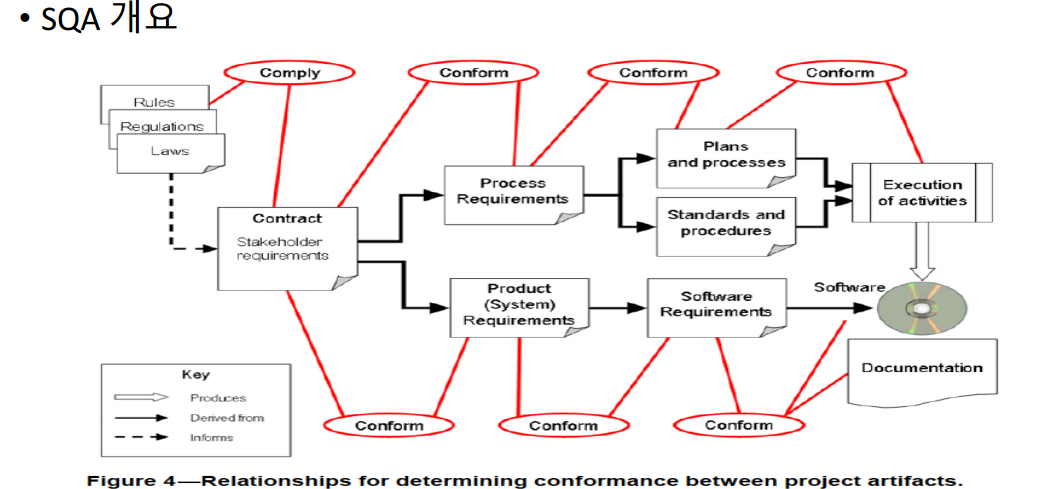 • SQA 개요
Comply
Conform
Conform
Conform
Rules
Regulations
Laws
Plans
and processes
Process
Requirements
Execution
of activities
Contract
Stakeholder
requirements
Standards and
procedures
Product
(System)
Requirements
Software
Requirements
Software
Documentation
Key
Produces
Derived from
Informs
Conform
Conform
Conform
Figure 4—Relationships for determining conformance between project artifacts.